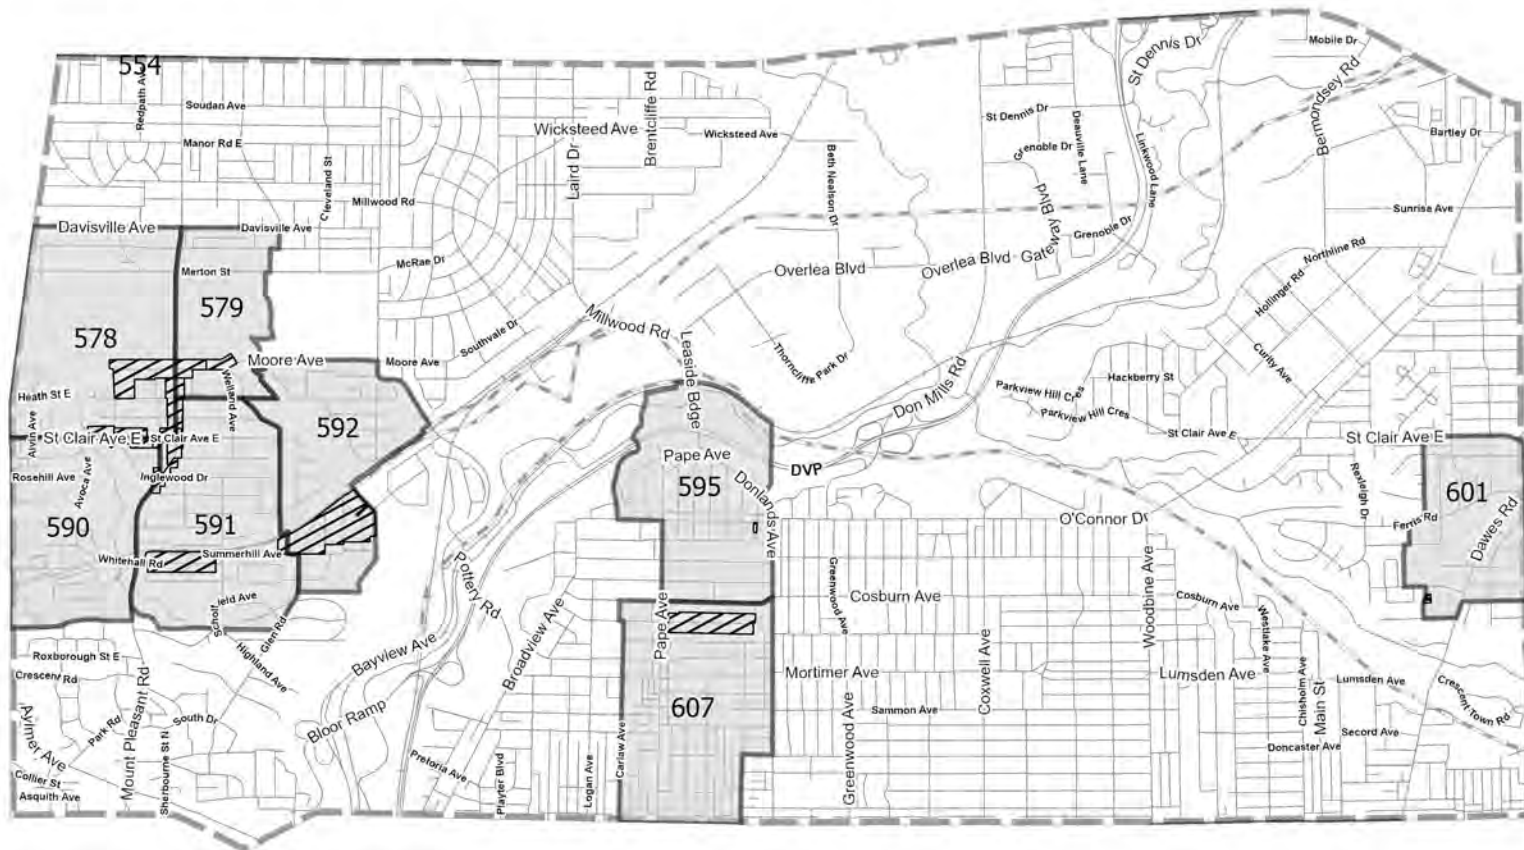 554
Redpath Ave
Soudan Ave
Manor Rd E
Cleveland St
Millwood Rd
Davisville Ave
Davisville Ave
McRae Dr
Merton St
579
578
Moore Ave
Moore Ave
Southvale Dr
Welland Ave
Heath St E
Alvin Ave
St Clair Ave E
St Clair Ave E
592
Rosehill Ave
Avoca Ave
Inglewood Dr
590
591
Whitehall Rd
Summerhill Ave
Glen Rd
Highland Ave
Roxborough St E
Crescent Rd
Aylmer Ave
Park Rd
Mount Pleasant Rd
South Dr
Sherbourne St N
Collier St
Asquith Ave
Bloor Ramp
Bayview Ave
Pottery Rd
Broadview Ave
Pretoria Ave
Playter Blvd
Logan Ave
Carlaw Ave
Wicksteed Ave
Laird Dr
Brentcliffe Rd
Wicksteed Ave
Beth Nealson Dr
Overlea Blvd
Overlea Blvd
Gateway Blvd
Millwood Rd
Leaside Bdge
Thorncliffe Park Dr
Don Mills Rd
DVP
Pape Ave
595
Donlands Ave
Pape Ave
607
St Dennis Dr
St Dennis Dr
Grenoble Dr
Deauville Lane
Linkwood Lane
Grenoble Dr
Mobile Dr
Bermondsey Rd
Bartley Dr
Sunrise Ave
Northline Rd
Hollinger Rd
Curity Ave
Hackberry St
Parkview Hill Cres
Parkview Hill Cres
St Clair Ave E
St Clair Ave E
Rexleigh Dr
601
Ferris Rd
Dawes Rd
O'Connor Dr
Greenwood Ave
Cosburn Ave
Woodbine Ave
Cosburn Ave
Westlake Ave
Mortimer Ave
Coxwell Ave
Lumsden Ave
Lumsden Ave
Chisholm Ave
Main St
Crescent Town Rd
Sammon Ave
Greenwood Ave
Secord Ave
Doncaster Ave